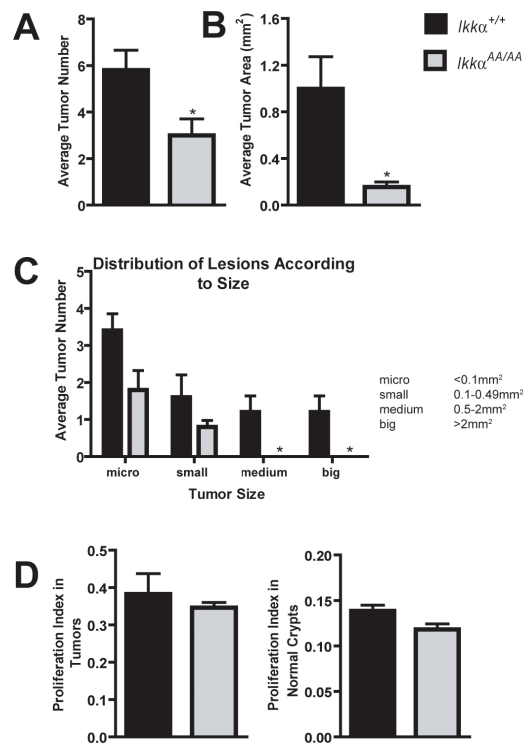 A
Average Tumor Number
6
4
2
0
*
B
Average Tumor Area (mm²)
1.6
1.2
0.8
0.4
0.0
*
Ikkα+/+
IkkαAA/AA
C
Distribution of Lesions According
to Size
Average Tumor Number
5
4
3
2
1
0
* *
micro small medium big
Tumor Size
micro <0.1mm²
small 0.1-0.49mm²
medium 0.5-2mm²
big >2mm²
D
Proliferation Index in
Tumors
0.5
0.4
0.3
0.2
0.1
0.0
Proliferation Index in
Normal Crypts
0.20
0.15
0.10
0.05
0.00